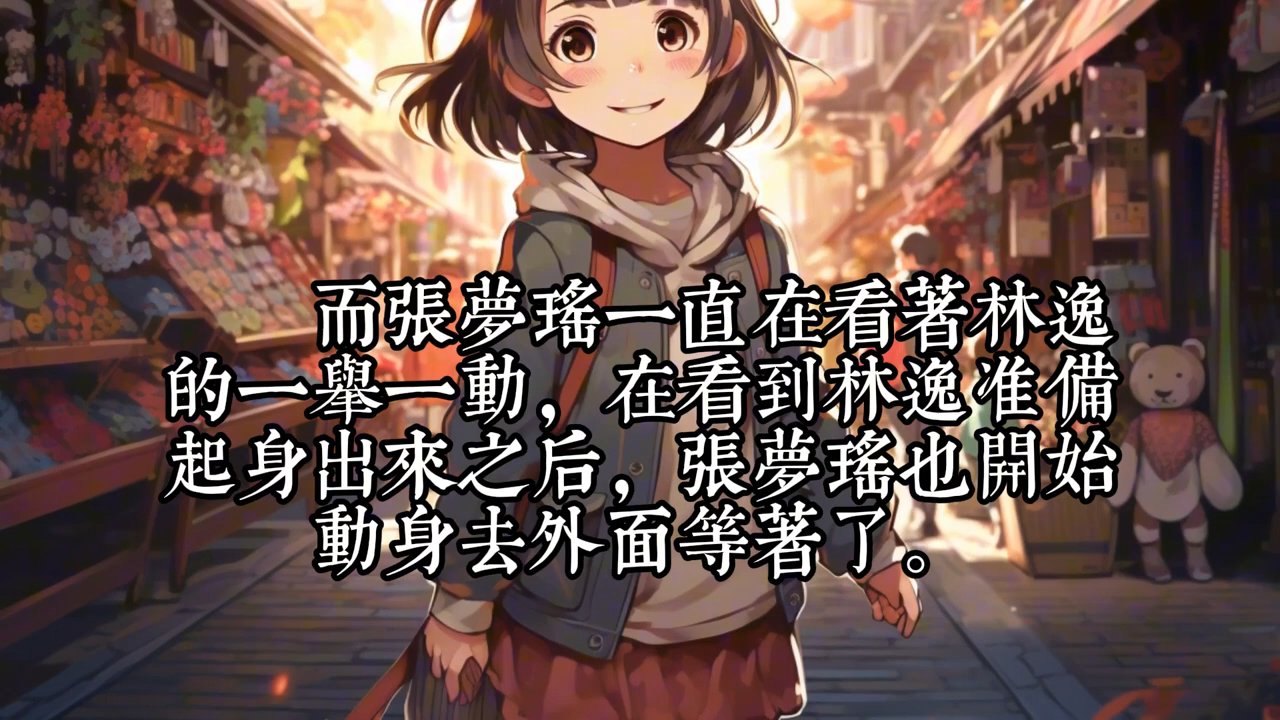 而張夢瑤一直在看著林逸
的一舉一動，在看到林逸准備
起身出來之后，張夢瑤也開始
動身去外面等著了。